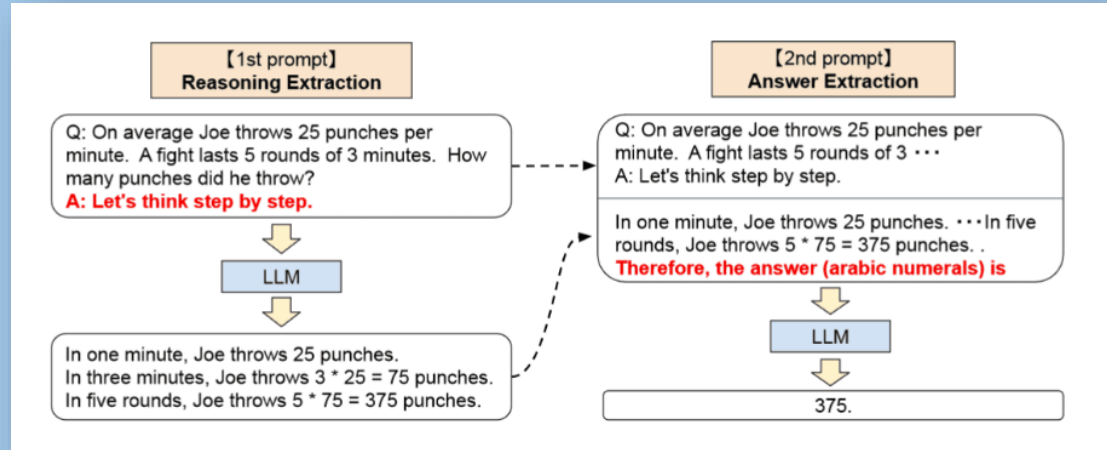 【1st prompt】
Reasoning Extraction
Q: On average Joe throws 25 punches per
minute. A fight lasts 5 rounds of 3 minutes. How
many punches did he throw?
A: Let's think step by step.
LLM
In one minute, Joe throws 25 punches.
In three minutes, Joe throws 3 * 25 = 75 punches.
In five rounds, Joe throws 5 * 75 = 375 punches.
【2nd prompt】
Answer Extraction
Q: On average Joe throws 25 punches per
minute. A fight lasts 5 rounds of 3 ･･･
A: Let's think step by step.
In one minute, Joe throws 25 punches. ･･･In five
rounds, Joe throws 5 * 75 = 375 punches. .
Therefore, the answer (arabic numerals) is
LLM
375.